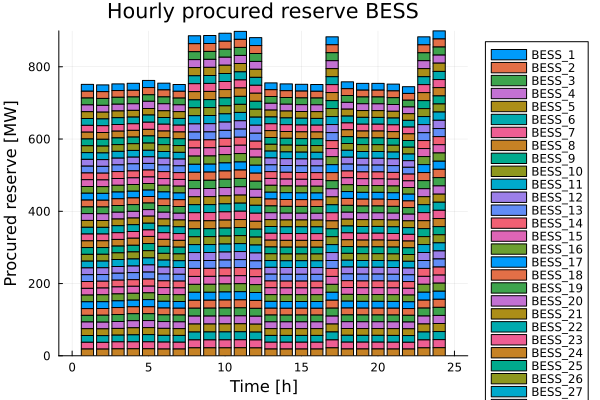 Hourly procured reserve BESS
Procured reserve [MW]
800
600
400
200
0
0 5 10 15 20 25
Time [h]
BESS_1
BESS_2
BESS_3
BESS_4
BESS_5
BESS_6
BESS_7
BESS_8
BESS_9
BESS_10
BESS_11
BESS_12
BESS_13
BESS_14
BESS_15
BESS_16
BESS_17
BESS_18
BESS_19
BESS_20
BESS_21
BESS_22
BESS_23
BESS_24
BESS_25
BESS_26
BESS_27